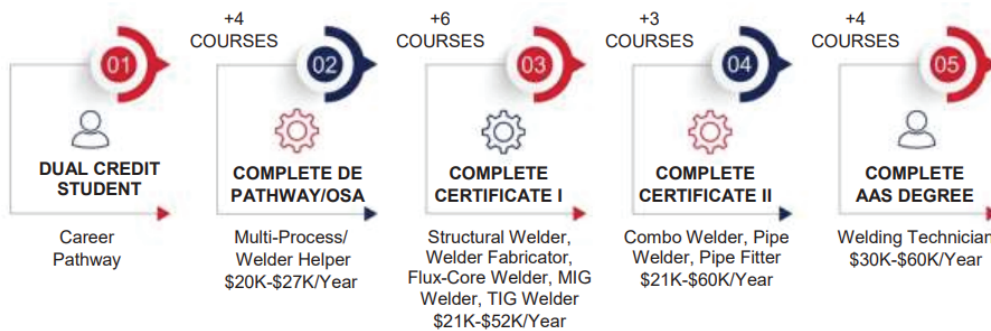 01
DUAL CREDIT
STUDENT
Career
Pathway
+4
COURSES
02
COMPLETE DE
PATHWAY/OSA
Multi-Process/
Welder Helper
$20K-$27K/Year
+6
COURSES
03
COMPLETE
CERTIFICATE I
Structural Welder,
Welder Fabricator,
Flux-Core Welder, MIG
Welder, TIG Welder
$21K-$52K/Year
+3
COURSES
04
COMPLETE
CERTIFICATE II
Combo Welder, Pipe
Welder, Pipe Fitter
$21K-$60K/Year
+4
COURSES
05
COMPLETE
AAS DEGREE
Welding Technician
$30K-$60K/Year